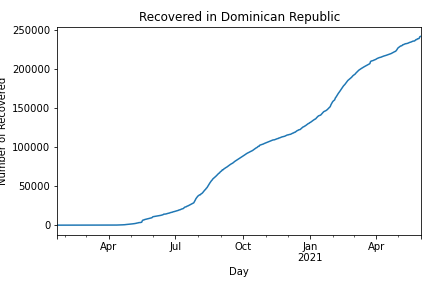 Recovered in Dominican Republic
Number of Recovered
250000
200000
150000
100000
50000
0
Apr
Jul
Oct
Jan
2021
Apr
Day